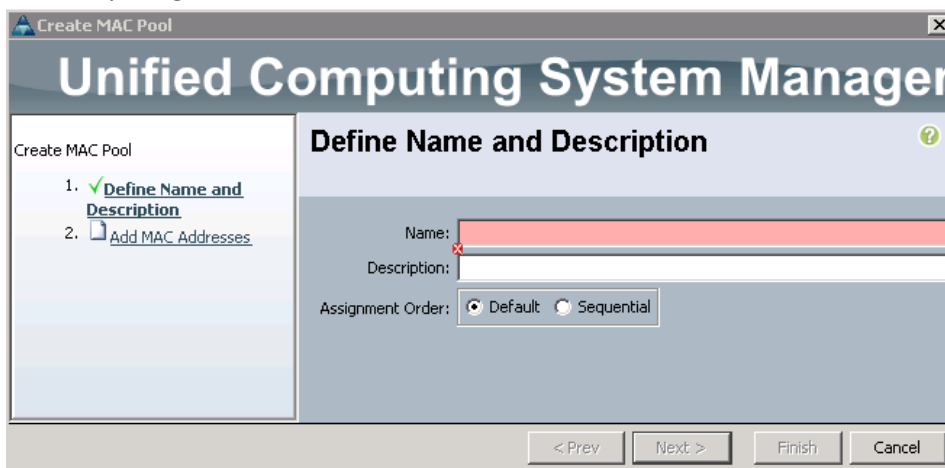 Create MAC Pool
Unified Computing System Manager
Create MAC Pool
1. Define Name and
Description
2. Add MAC Addresses
Define Name and Description
Name:
Description:
Assignment Order: Default Sequential
< Prev Next > Finish Cancel